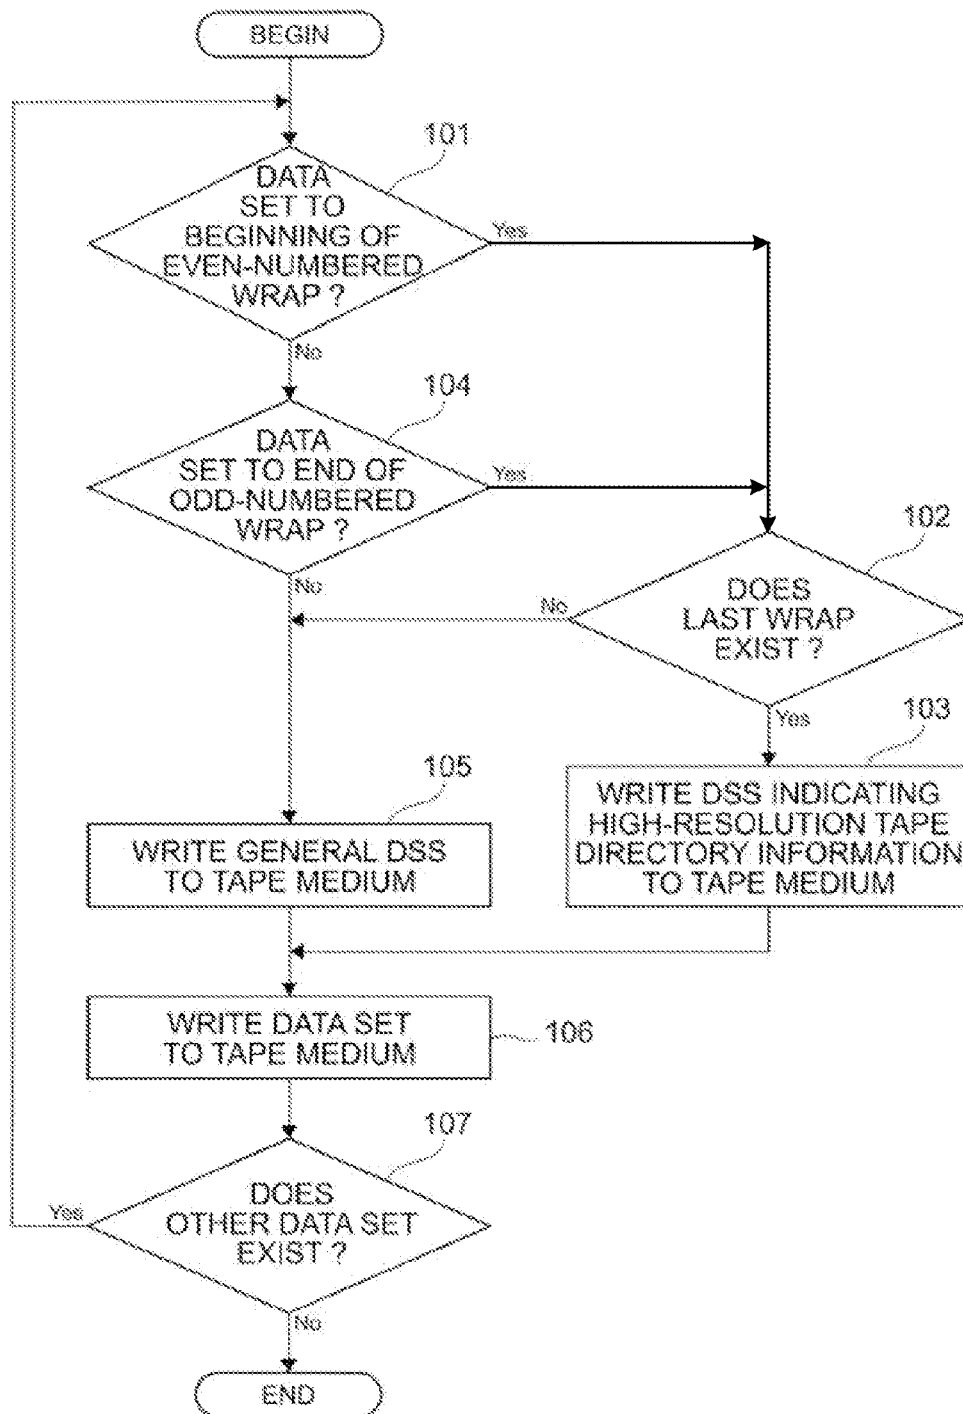 BEGIN
101
DATA
SET TO
BEGINNING OF
EVEN-NUMBERED
WRAP ?
Yes
No
104
DATA
SET TO END OF
ODD-NUMBERED
WRAP ?
Yes
No
102
DOES
LAST WRAP
EXIST ?
No
Yes
103
WRITE DSS INDICATING
HIGH-RESOLUTION TAPE
DIRECTORY INFORMATION
TO TAPE MEDIUM
105
WRITE GENERAL DSS
TO TAPE MEDIUM
WRITE DATA SET
TO TAPE MEDIUM
106
107
DOES
OTHER DATA SET
EXIST ?
Yes
No
END